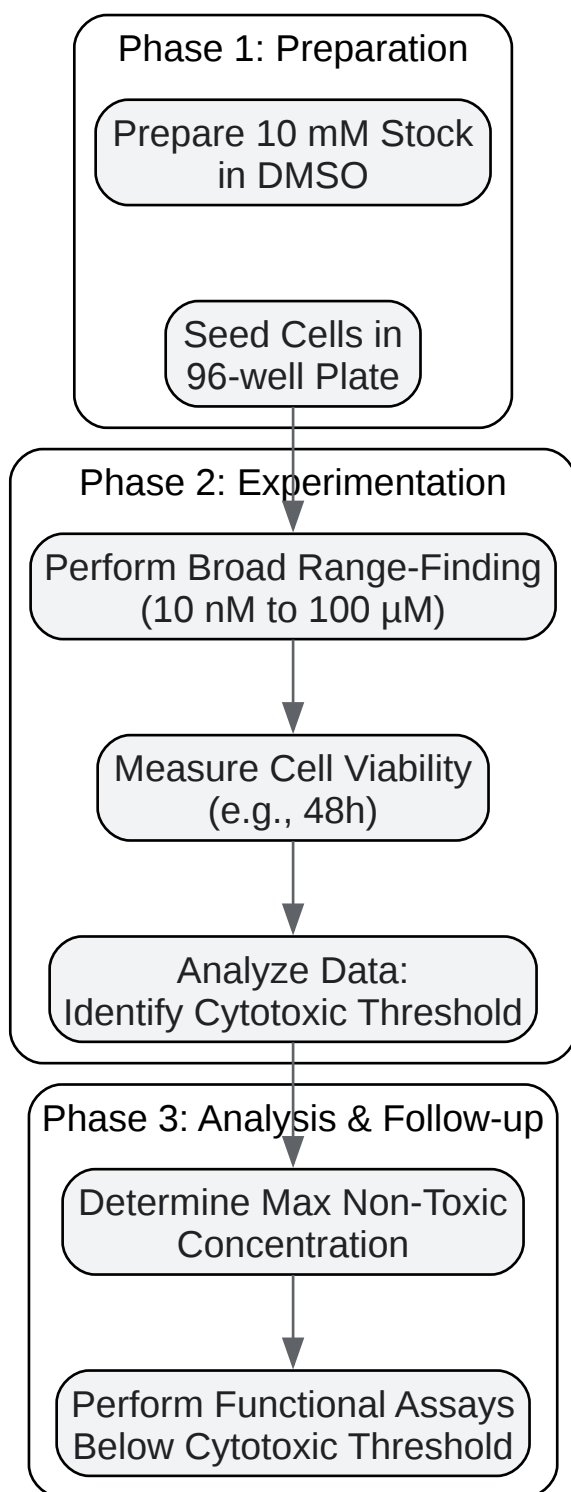 Phase 1: Preparation
Prepare 10 mM Stock
in DMSO
Seed Cells in
96-well Plate
Phase 2: Experimentation
Perform Broad Range-Finding
(10 nM to 100 µM)
Measure Cell Viability
(e.g., 48h)
Analyze Data:
Identify Cytotoxic Threshold
Phase 3: Analysis & Follow-up
Determine Max Non-Toxic
Concentration
Perform Functional Assays
Below Cytotoxic Threshold